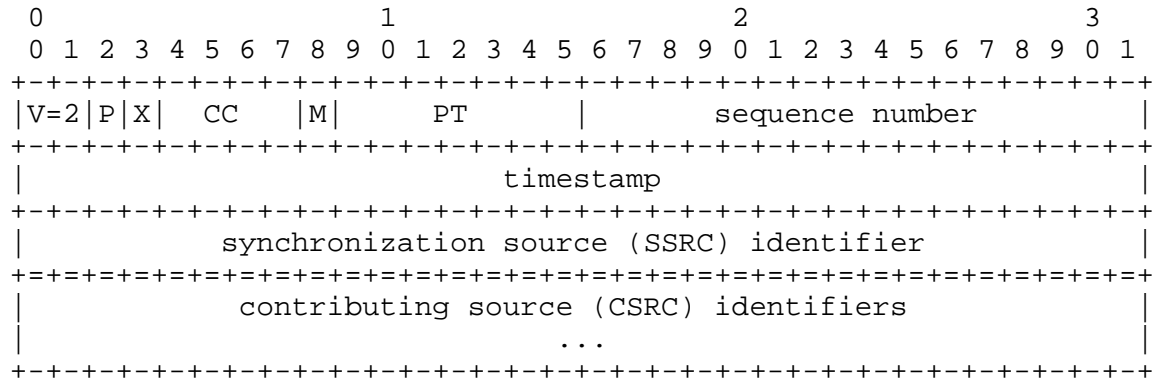 0                   1                   2                   3
 0 1 2 3 4 5 6 7 8 9 0 1 2 3 4 5 6 7 8 9 0 1 2 3 4 5 6 7 8 9 0 1
+-+-+-+-+-+-+-+-+-+-+-+-+-+-+-+-+-+-+-+-+-+-+-+-+-+-+-+-+-+-+-+-+
|V=2|P|X|  CC   |M|     PT      |       sequence number         |
+-+-+-+-+-+-+-+-+-+-+-+-+-+-+-+-+-+-+-+-+-+-+-+-+-+-+-+-+-+-+-+-+
|                           timestamp                           |
+-+-+-+-+-+-+-+-+-+-+-+-+-+-+-+-+-+-+-+-+-+-+-+-+-+-+-+-+-+-+-+-+
|           synchronization source (SSRC) identifier            |
+=+=+=+=+=+=+=+=+=+=+=+=+=+=+=+=+=+=+=+=+=+=+=+=+=+=+=+=+=+=+=+=+
|            contributing source (CSRC) identifiers             |
|                              ...                              |
+-+-+-+-+-+-+-+-+-+-+-+-+-+-+-+-+-+-+-+-+-+-+-+-+-+-+-+-+-+-+-+-+